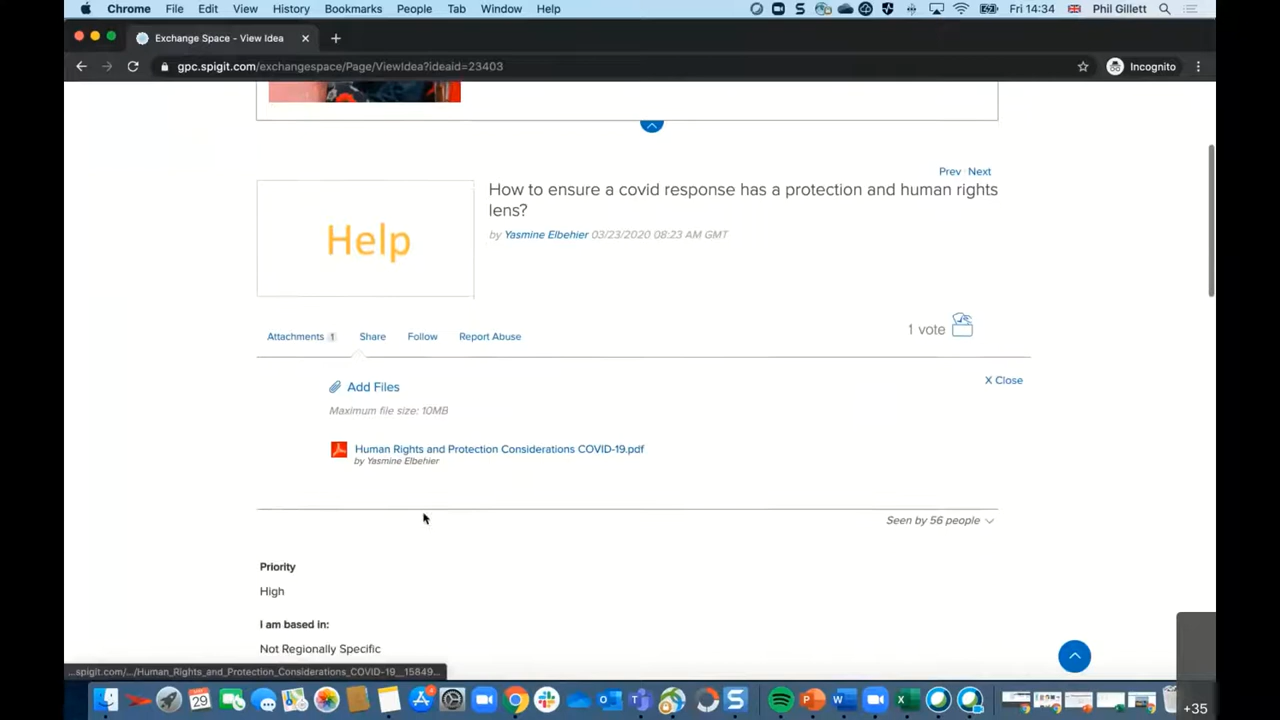 Chrome File Edit View History Bookmarks People Tab Window Help Fri 14:34 Phil Gillett
Exchange Space - View Idea
gpc.spigit.com/exchangespace/Page/ViewIdea?ideaid=23403 Incognito
Prev Next
Help
How to ensure a covid response has a protection and human rights
lens?
by Yasmine Elbehier 03/23/2020 08:23 AM GMT
Attachments 1 Share Follow Report Abuse 1 vote
Add Files X Close
Maximum file size: 10MB
Human Rights and Protection Considerations COVID-19.pdf
by Yasmine Elbehier
Seen by 56 people
Priority
High
I am based in:
Not Regionally Specific
...spigit.com/.../Human_Rights_and_Protection_Considerations_COVID-19__15849...
29
4
+35